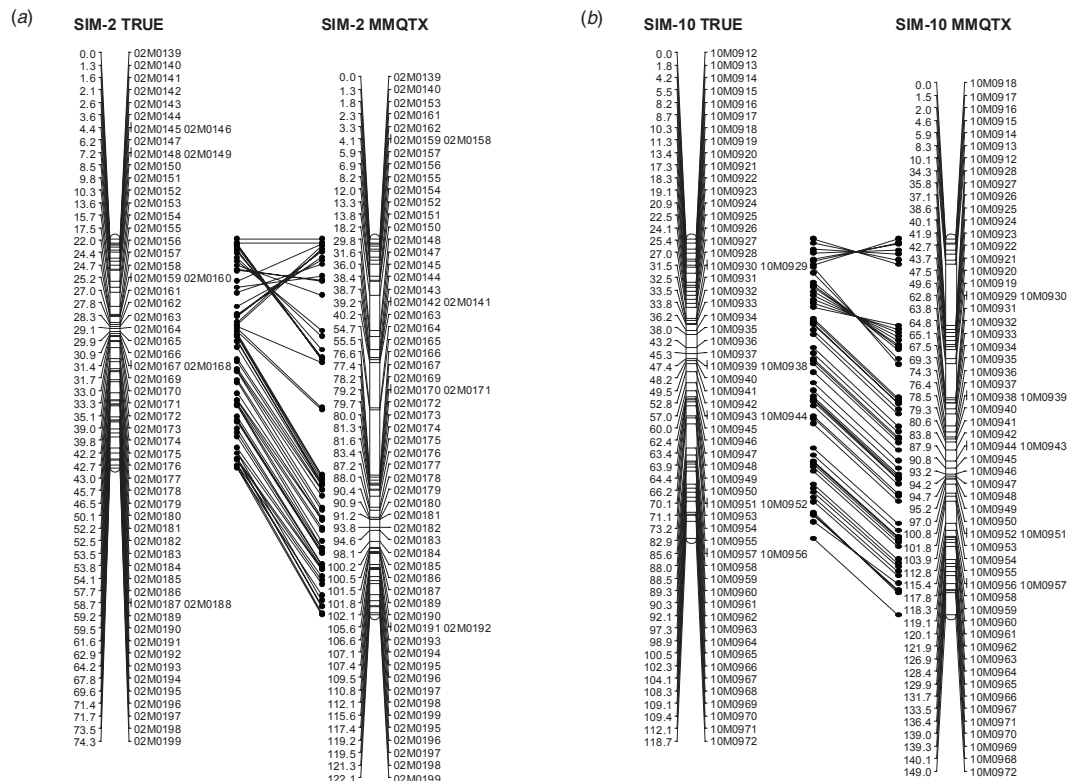 (a)
SIM-2 TRUE
0.0 02M0139
1.3 02M0140
1.6 02M0141
2.1 02M0142
2.6 02M0143
3.6 02M0144
4.4 02M0145 02M0146
6.2 02M0147
7.2 02M0148 02M0149
8.5 02M0150
9.8 02M0151
10.3 02M0152
13.6 02M0153
15.7 02M0154
17.5 02M0155
22.0 02M0156
24.4 02M0157
24.7 02M0158
25.2 02M0159 02M0160
27.0 02M0161
27.8 02M0162
28.3 02M0163
29.1 02M0164
29.9 02M0165
30.9 02M0166
31.4 02M0167 02M0168
31.7 02M0169
33.0 02M0170
33.3 02M0171
35.1 02M0172
39.0 02M0173
39.8 02M0174
42.2 02M0175
42.7 02M0176
43.0 02M0177
45.7 02M0178
46.5 02M0179
50.1 02M0180
52.2 02M0181
52.5 02M0182
53.5 02M0183
53.8 02M0184
54.1 02M0185
57.7 02M0186
58.7 02M0187 02M0188
59.2 02M0189
59.5 02M0190
61.6 02M0191
62.9 02M0192
64.2 02M0193
67.8 02M0194
69.6 02M0195
71.4 02M0196
71.7 02M0197
73.5 02M0198
74.3 02M0199
SIM-2 MMQTX
0.0 02M0139
1.3 02M0140
1.8 02M0153
2.3 02M0161
3.3 02M0162
4.1 02M0159 02M0158
5.9 02M0157
6.9 02M0156
8.2 02M0155
12.0 02M0154
13.3 02M0152
13.8 02M0151
18.2 02M0150
29.8 02M0148
31.6 02M0147
36.0 02M0145
38.4 02M0144
38.7 02M0143
39.2 02M0142 02M0141
40.2 02M0163
54.7 02M0164
55.5 02M0165
76.6 02M0166
77.4 02M0167
78.2 02M0169
79.2 02M0170 02M0171
79.7 02M0172
80.0 02M0173
81.3 02M0174
81.6 02M0175
83.4 02M0176
87.2 02M0177
88.0 02M0178
90.4 02M0179
90.9 02M0180
91.2 02M0181
93.8 02M0182
94.6 02M0183
98.1 02M0184
100.2 02M0185
100.5 02M0186
101.5 02M0187
101.8 02M0189
102.1 02M0190
105.6 02M0191 02M0192
106.6 02M0193
107.1 02M0194
107.4 02M0195
109.5 02M0196
110.8 02M0197
112.1 02M0198
115.6 02M0199
117.4 02M0195
119.2 02M0196
119.5 02M0197
121.3 02M0198
122.1 02M0199
(b)
SIM-10 TRUE
0.0 10M0912
1.8 10M0913
4.2 10M0914
5.5 10M0915
8.2 10M0916
8.7 10M0917
10.3 10M0918
11.3 10M0919
13.4 10M0920
17.3 10M0921
18.3 10M0922
19.1 10M0923
20.9 10M0924
22.5 10M0925
24.1 10M0926
25.4 10M0927
27.0 10M0928
31.5 10M0930 10M0929
32.5 10M0931
33.5 10M0932
33.8 10M0933
36.2 10M0934
38.0 10M0935
43.2 10M0936
45.3 10M0937
47.4 10M0939 10M0938
48.2 10M0940
49.5 10M0941
52.8 10M0942
57.0 10M0943 10M0944
60.0 10M0945
62.4 10M0946
63.4 10M0947
63.9 10M0948
64.4 10M0949
66.2 10M0950
70.1 10M0951 10M0952
71.1 10M0953
73.2 10M0954
82.9 10M0955
85.6 10M0957 10M0956
88.0 10M0958
88.5 10M0959
89.3 10M0960
90.3 10M0961
92.1 10M0962
97.3 10M0963
98.9 10M0964
100.5 10M0965
102.3 10M0966
104.1 10M0967
108.3 10M0968
109.1 10M0969
109.4 10M0970
112.1 10M0971
118.7 10M0972
SIM-10 MMQTX
0.0 10M0918
1.5 10M0917
2.0 10M0916
4.6 10M0915
5.9 10M0914
8.3 10M0913
10.1 10M0912
34.3 10M0928
35.8 10M0927
37.1 10M0926
38.6 10M0925
40.1 10M0924
41.9 10M0923
42.7 10M0922
43.7 10M0921
47.5 10M0920
49.6 10M0919
62.8 10M0929 10M0930
63.8 10M0931
64.8 10M0932
65.1 10M0933
67.5 10M0934
69.3 10M0935
74.3 10M0936
76.4 10M0937
78.5 10M0938 10M0939
79.3 10M0940
80.6 10M0941
83.8 10M0942
87.9 10M0944 10M0943
90.8 10M0945
93.2 10M0946
94.2 10M0947
94.7 10M0948
95.2 10M0949
97.0 10M0950
100.8 10M0952 10M0951
101.8 10M0953
103.9 10M0954
112.8 10M0955
115.4 10M0956 10M0957
117.8 10M0958
118.3 10M0959
119.1 10M0960
120.1 10M0961
121.9 10M0962
126.9 10M0963
128.4 10M0964
129.9 10M0965
131.7 10M0966
133.5 10M0967
136.4 10M0971
139.0 10M0970
139.3 10M0969
140.1 10M0968
149.0 10M0972